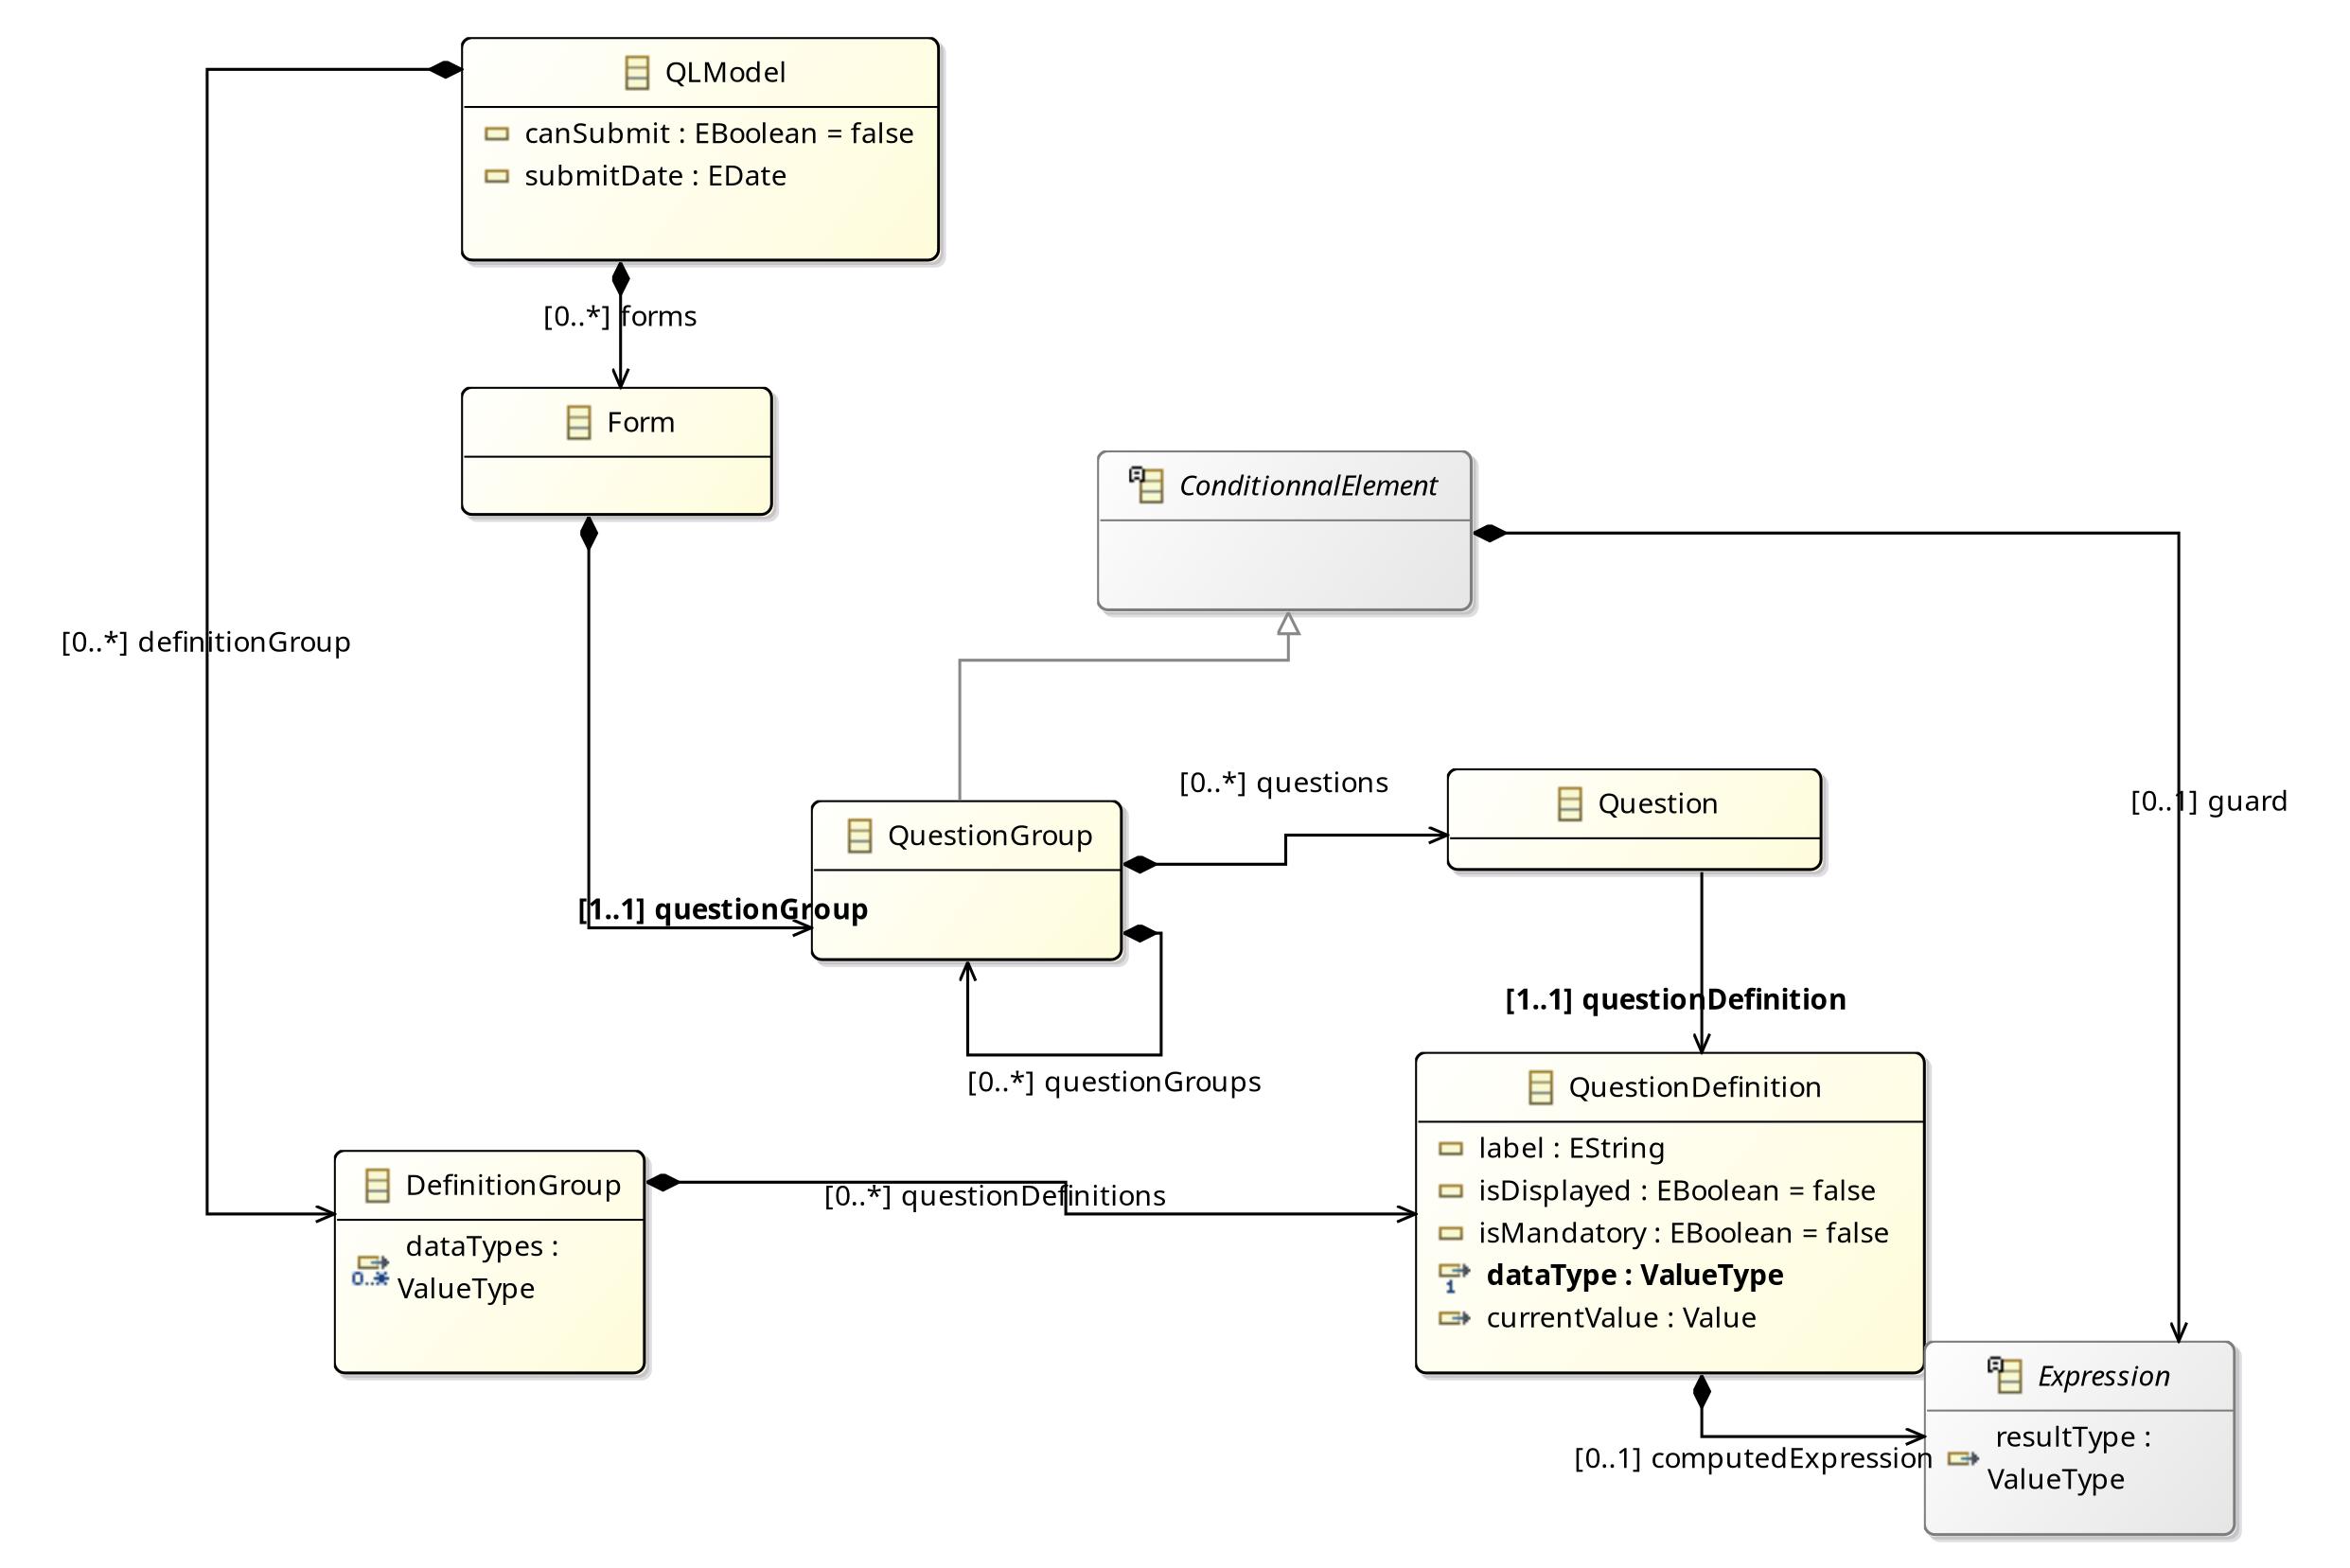 QLModel
canSubmit : EBoolean = false
submitDate : EDate
[0..*] forms
Form
ConditionnalElement
[0..*] definitionGroup
[0..*] questions
Question
[0..1] guard
QuestionGroup
[1..1] questionGroup
[1..1] questionDefinition
[0..*] questionGroups
QuestionDefinition
label : EString
isDisplayed : EBoolean = false
isMandatory : EBoolean = false
1
dataType : ValueType
currentValue : Value
DefinitionGroup
[0..*] questionDefinitions
0..*
dataTypes :
ValueType
Expression
[0..1] computedExpression
resultType :
ValueType